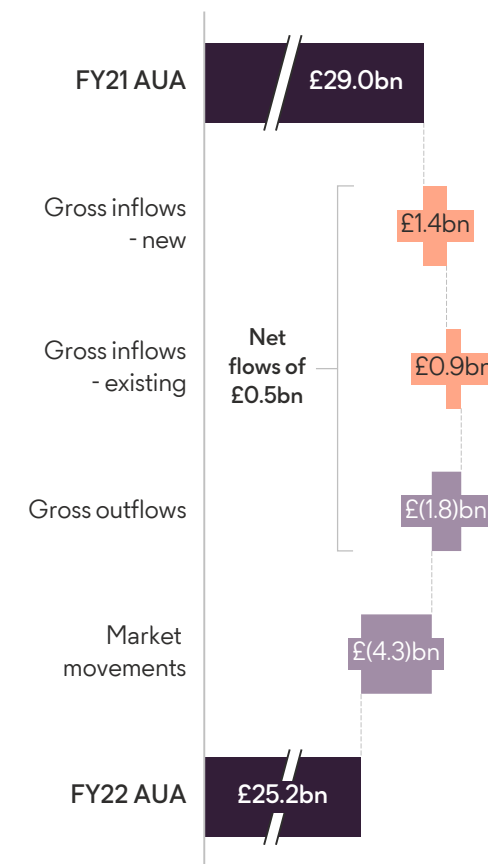 FY21 AUA
£29.0bn
Gross inflows
- new
£1.4bn
Gross inflows
- existing
£0.9bn
Net
flows of
£0.5bn
Gross outflows
£(1.8)bn
Market
movements
£(4.3)bn
FY22 AUA
£25.2bn